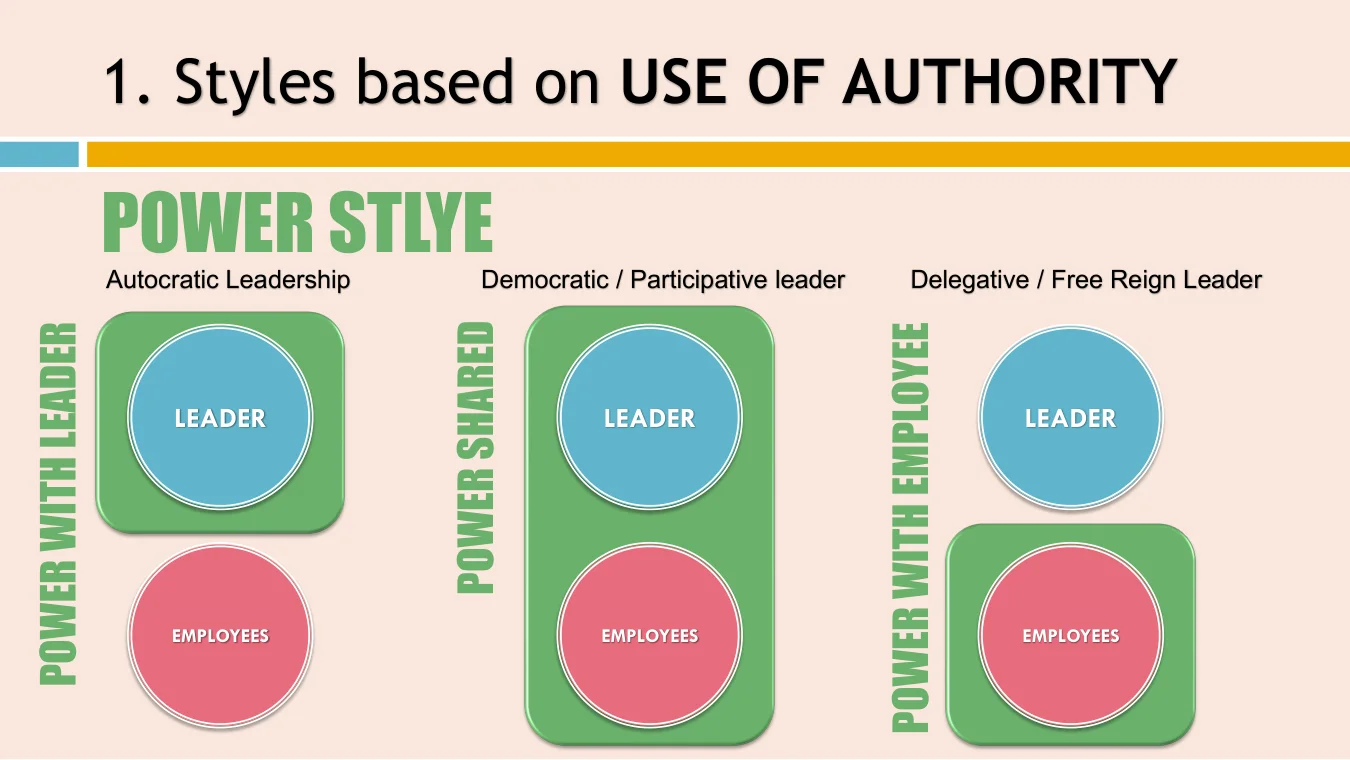 1. Styles based on USE OF AUTHORITY
POWER STLYE
Autocratic Leadership
POWER WITH LEADER
LEADER
EMPLOYEES
Democratic / Participative leader
POWER SHARED
LEADER
EMPLOYEES
Delegative / Free Reign Leader
POWER WITH EMPLOYEE
LEADER
EMPLOYEES